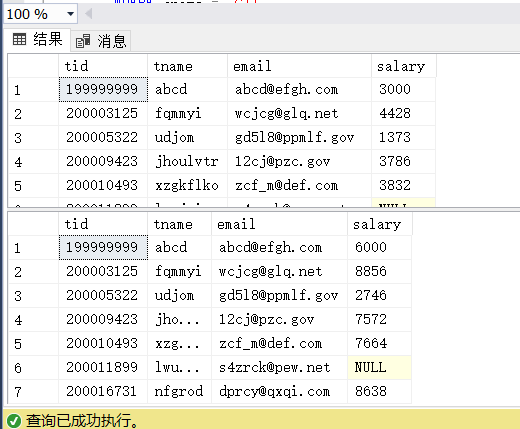 100 %
结果 消息
tid tname email salary
1 199999999 abcd abcd@efgh.com 3000
2 200003125 fqmmyi wcjcg@glq.net 4428
3 200005322 udjom gd5l8@ppmlf.gov 1373
4 200009423 jhoulvtr 12cj@pzc.gov 3786
5 200010493 xzgkflko zcf_m@def.com 3832
tid tname email salary
1 199999999 abcd abcd@efgh.com 6000
2 200003125 fqmmyi wcjcg@glq.net 8856
3 200005322 udjom gd5l8@ppmlf.gov 2746
4 200009423 jho... 12cj@pzc.gov 7572
5 200010493 xzg... zcf_m@def.com 7664
6 200011899 lwu... s4zrck@pew.net NULL
7 200016731 nfgrod dprcy@qxqi.com 8638
查询已成功执行。